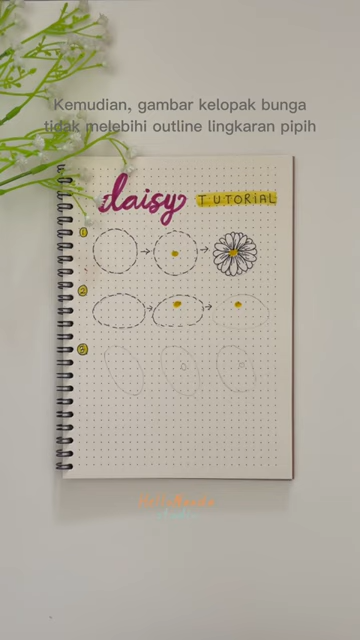 Kemudian, gambar kelopak bunga
tidak melebihi outline lingkaran pipih
daisy TUTORIAL
1
2
3